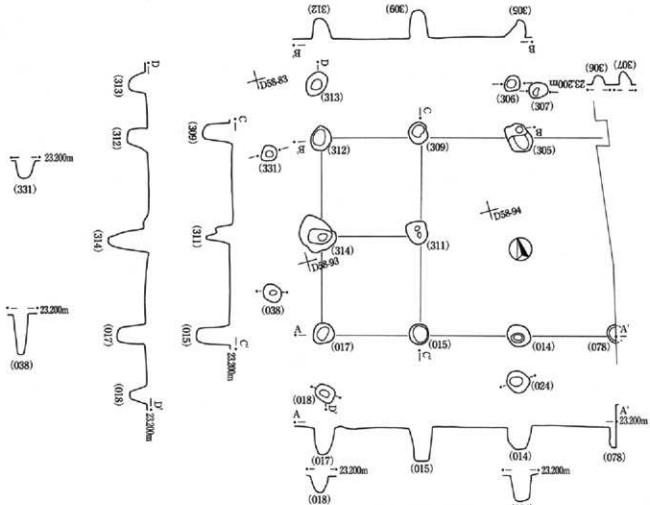 (312)
(309)
(305)
B'
B
D
D58-83
(313)
(306)
(307)
23.200m
(306)
(307)
D
(313)
(312)
(314)
(017)
(018)
D'
23.200m
C
(309)
(311)
(015)
C'
23.200m
23.200m
(331)
23.200m
(038)
(331)
B'
(312)
C
(309)
B
(305)
D58-94
(314)
D58-93
(311)
(038)
A
(017)
(015)
C'
(014)
(078)
A'
(018)
D'
(024)
A
A'
23.200m
(017)
(015)
(014)
(078)
23.200m
(018)
23.200m